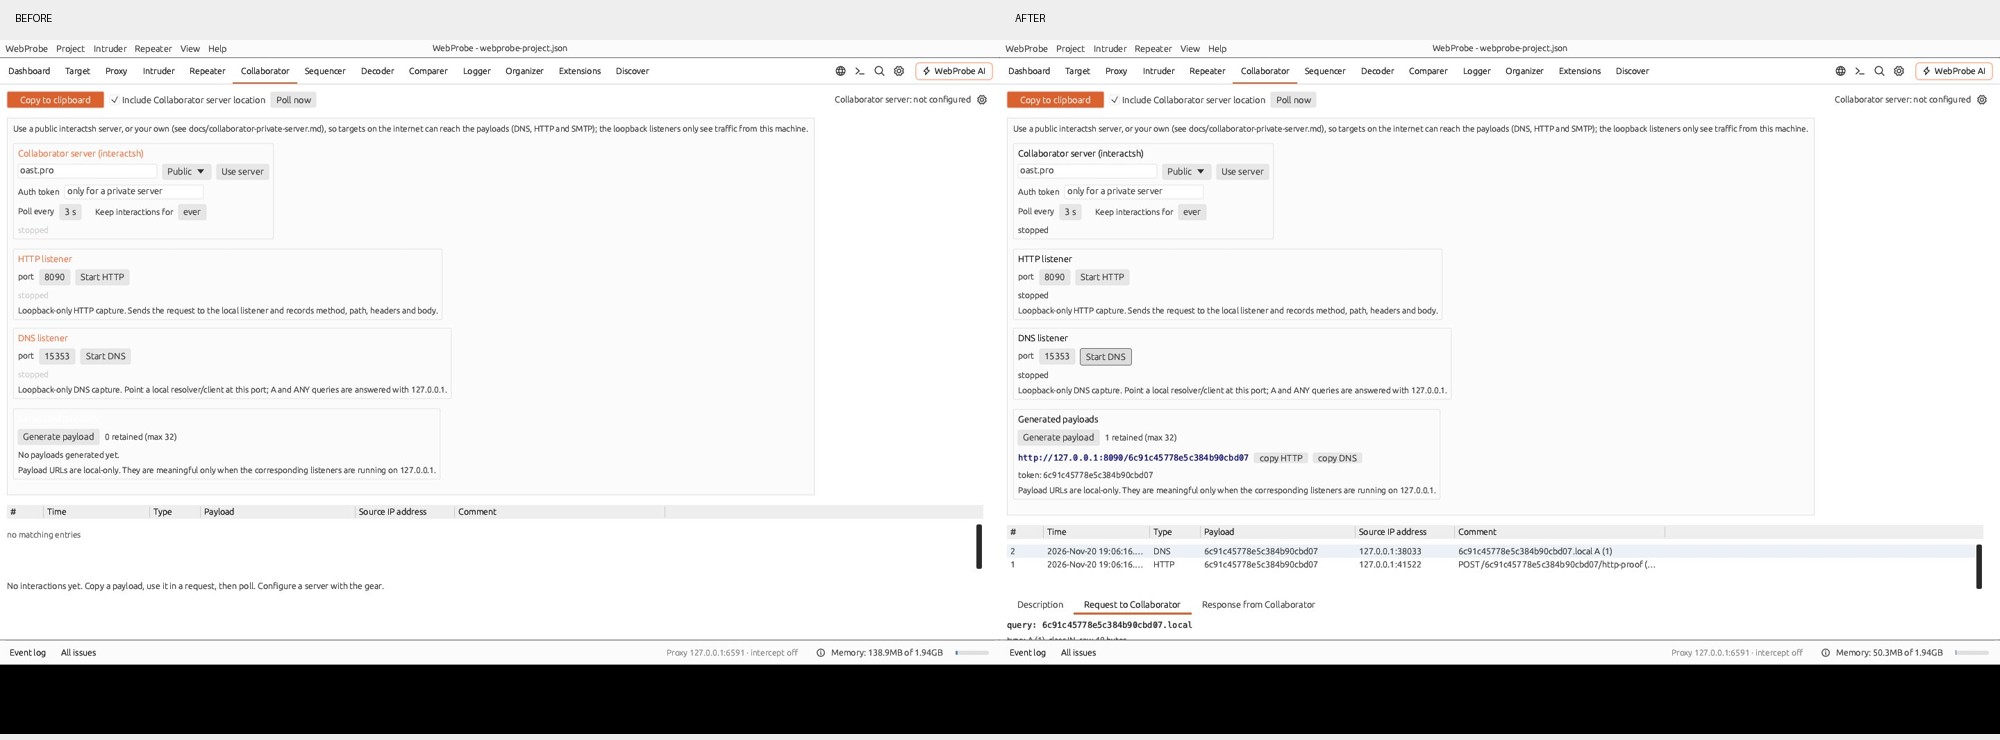 BEFORE
WebProbe Project Intruder Repeater View Help WebProbe - webprobe-project.json
Dashboard Target Proxy Intruder Repeater Collaborator Sequencer Decoder Comparer Logger Organizer Extensions Discover WebProbe AI
Copy to clipboard ✓ Include Collaborator server location Poll now Collaborator server: not configured
Use a public interactsh server, or your own (see docs/collaborator-private-server.md), so targets on the internet can reach the payloads (DNS, HTTP and SMTP); the loopback listeners only see traffic from this machine.
Collaborator server (interactsh)
oast.pro Public Use server
Auth token only for a private server
Poll every 3 s Keep interactions for ever
stopped
HTTP listener
port 8090 Start HTTP
stopped
Loopback-only HTTP capture. Sends the request to the local listener and records method, path, headers and body.
DNS listener
port 15353 Start DNS
stopped
Loopback-only DNS capture. Point a local resolver/client at this port; A and ANY queries are answered with 127.0.0.1.
Generate payload 0 retained (max 32)
No payloads generated yet.
Payload URLs are local-only. They are meaningful only when the corresponding listeners are running on 127.0.0.1.
# Time Type Payload Source IP address Comment
no matching entries
No interactions yet. Copy a payload, use it in a request, then poll. Configure a server with the gear.
Event log All issues Proxy 127.0.0.1:6591 · intercept off Memory: 138.9MB of 1.94GB
AFTER
WebProbe Project Intruder Repeater View Help WebProbe - webprobe-project.json
Dashboard Target Proxy Intruder Repeater Collaborator Sequencer Decoder Comparer Logger Organizer Extensions Discover WebProbe AI
Copy to clipboard ✓ Include Collaborator server location Poll now Collaborator server: not configured
Use a public interactsh server, or your own (see docs/collaborator-private-server.md), so targets on the internet can reach the payloads (DNS, HTTP and SMTP); the loopback listeners only see traffic from this machine.
Collaborator server (interactsh)
oast.pro Public Use server
Auth token only for a private server
Poll every 3 s Keep interactions for ever
stopped
HTTP listener
port 8090 Start HTTP
stopped
Loopback-only HTTP capture. Sends the request to the local listener and records method, path, headers and body.
DNS listener
port 15353 Start DNS
stopped
Loopback-only DNS capture. Point a local resolver/client at this port; A and ANY queries are answered with 127.0.0.1.
Generated payloads
Generate payload 1 retained (max 32)
http://127.0.0.1:8090/6c91c45778e5c384b90cbd07 copy HTTP copy DNS
token: 6c91c45778e5c384b90cbd07
Payload URLs are local-only. They are meaningful only when the corresponding listeners are running on 127.0.0.1.
# Time Type Payload Source IP address Comment
2 2026-Nov-20 19:06:16.... DNS 6c91c45778e5c384b90cbd07 127.0.0.1:38033 6c91c45778e5c384b90cbd07.local A (1)
1 2026-Nov-20 19:06:16.... HTTP 6c91c45778e5c384b90cbd07 127.0.0.1:41522 POST /6c91c45778e5c384b90cbd07/http-proof (...
Description Request to Collaborator Response from Collaborator
query: 6c91c45778e5c384b90cbd07.local
Event log All issues Proxy 127.0.0.1:6591 · intercept off Memory: 50.3MB of 1.94GB